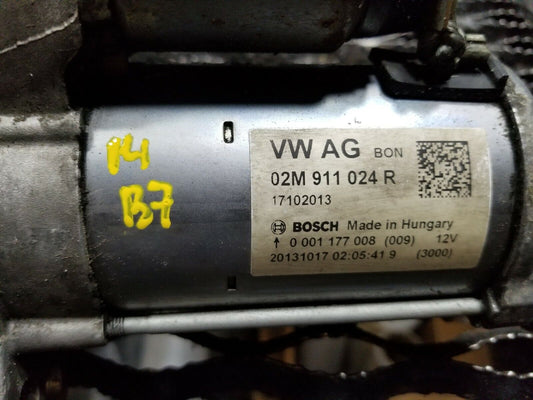 14
B7
VW AG BON
02M 911 024 R
17102013
BOSCH Made in Hungary
↑ 0 001 177 008 (009) 12V
20131017 02:05:41 9 (3000)